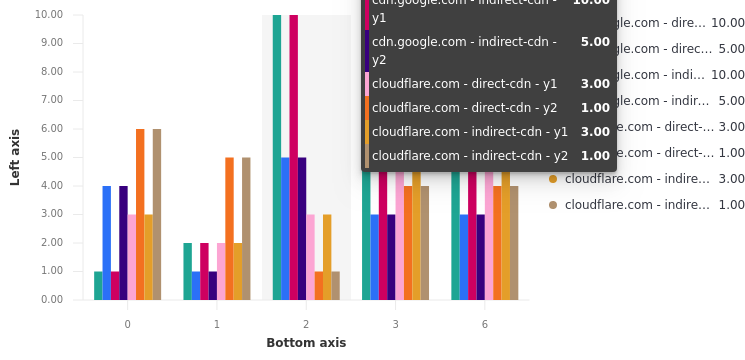 10.00
9.00
8.00
7.00
6.00
5.00
4.00
3.00
2.00
1.00
0.00
Left axis
0
1
2
3
6
Bottom axis
cdn.google.com - indirect-cdn - 10.00
y1
cdn.google.com - indirect-cdn - 5.00
y2
cloudflare.com - direct-cdn - y1 3.00
cloudflare.com - direct-cdn - y2 1.00
cloudflare.com - indirect-cdn - y1 3.00
cloudflare.com - indirect-cdn - y2 1.00
gle.com - dire... 10.00
gle.com - direc... 5.00
gle.com - indi... 10.00
gle.com - indir... 5.00
e.com - direct-... 3.00
e.com - direct-... 1.00
cloudflare.com - indire... 3.00
cloudflare.com - indire... 1.00